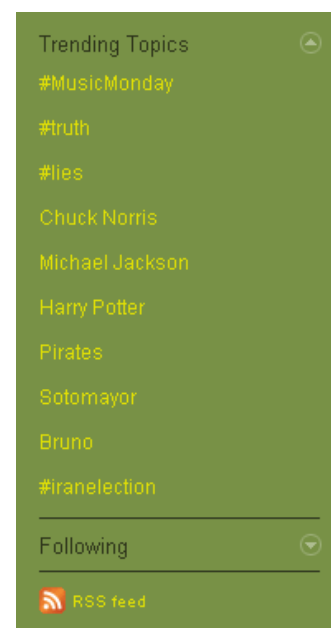 Trending Topics
#MusicMonday
#truth
#lies
Chuck Norris
Michael Jackson
Harry Potter
Pirates
Sotomayor
Bruno
#iranelection
Following
RSS feed